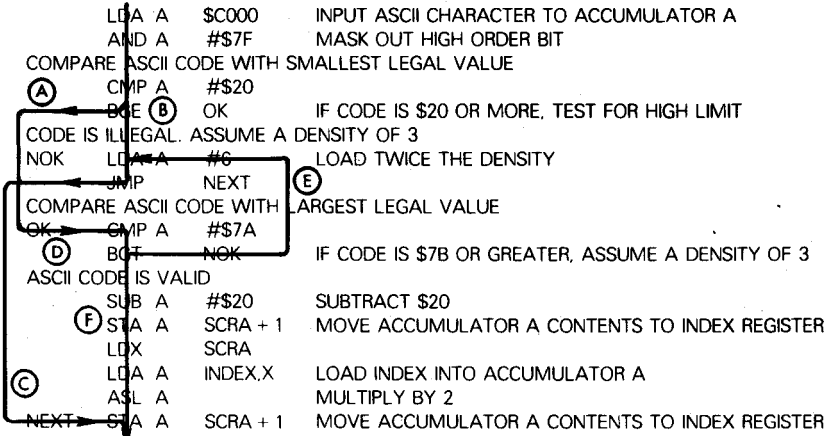 LDA A $C000 INPUT ASCII CHARACTER TO ACCUMULATOR A
AND A #$7F MASK OUT HIGH ORDER BIT
COMPARE ASCII CODE WITH SMALLEST LEGAL VALUE
A CMP A #$20
BGE B OK IF CODE IS $20 OR MORE, TEST FOR HIGH LIMIT
CODE IS ILLEGAL. ASSUME A DENSITY OF 3
NOK LDA A #6 LOAD TWICE THE DENSITY
JMP NEXT E
COMPARE ASCII CODE WITH LARGEST LEGAL VALUE
OK CMP A #$7A
D BGT NOK IF CODE IS $7B OR GREATER, ASSUME A DENSITY OF 3
ASCII CODE IS VALID
SUB A #$20 SUBTRACT $20
F STA A SCRA + 1 MOVE ACCUMULATOR A CONTENTS TO INDEX REGISTER
LDX SCRA
C LDA A INDEX,X LOAD INDEX INTO ACCUMULATOR A
ASL A MULTIPLY BY 2
NEXT STA A SCRA + 1 MOVE ACCUMULATOR A CONTENTS TO INDEX REGISTER